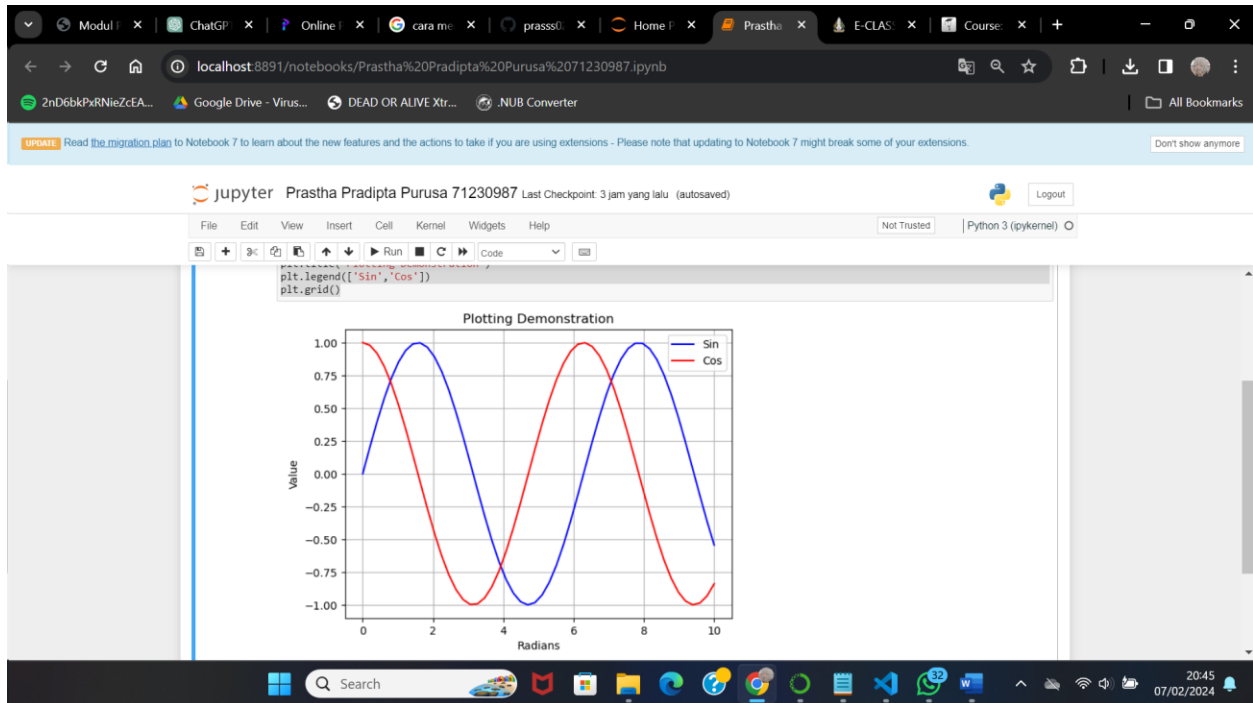 Modul
ChatGP
Online F
cara me
prasss0
Home P
Prastha
E-CLAS
Course:
localhost:8891/notebooks/Prastha%20Pradipta%20Purusa%2071230987.ipynb
2nD6bkPxRNieZcEA...
Google Drive - Virus...
DEAD OR ALIVE Xtr...
.NUB Converter
All Bookmarks
UPDATE Read the migration plan to Notebook 7 to learn about the new features and the actions to take if you are using extensions - Please note that updating to Notebook 7 might break some of your extensions.
Don't show anymore
jupyter Prastha Pradipta Purusa 71230987 Last Checkpoint: 3 jam yang lalu (autosaved)
Logout
File Edit View Insert Cell Kernel Widgets Help
Not Trusted
Python 3 (ipykernel)
Run
Code
plt.title('Plotting Demonstration')
plt.legend(['Sin','Cos'])
plt.grid()
Plotting Demonstration
Sin
Cos
1.00
0.75
0.50
0.25
0.00
−0.25
−0.50
−0.75
−1.00
Value
0 2 4 6 8 10
Radians
Search
32
W
20:45
07/02/2024